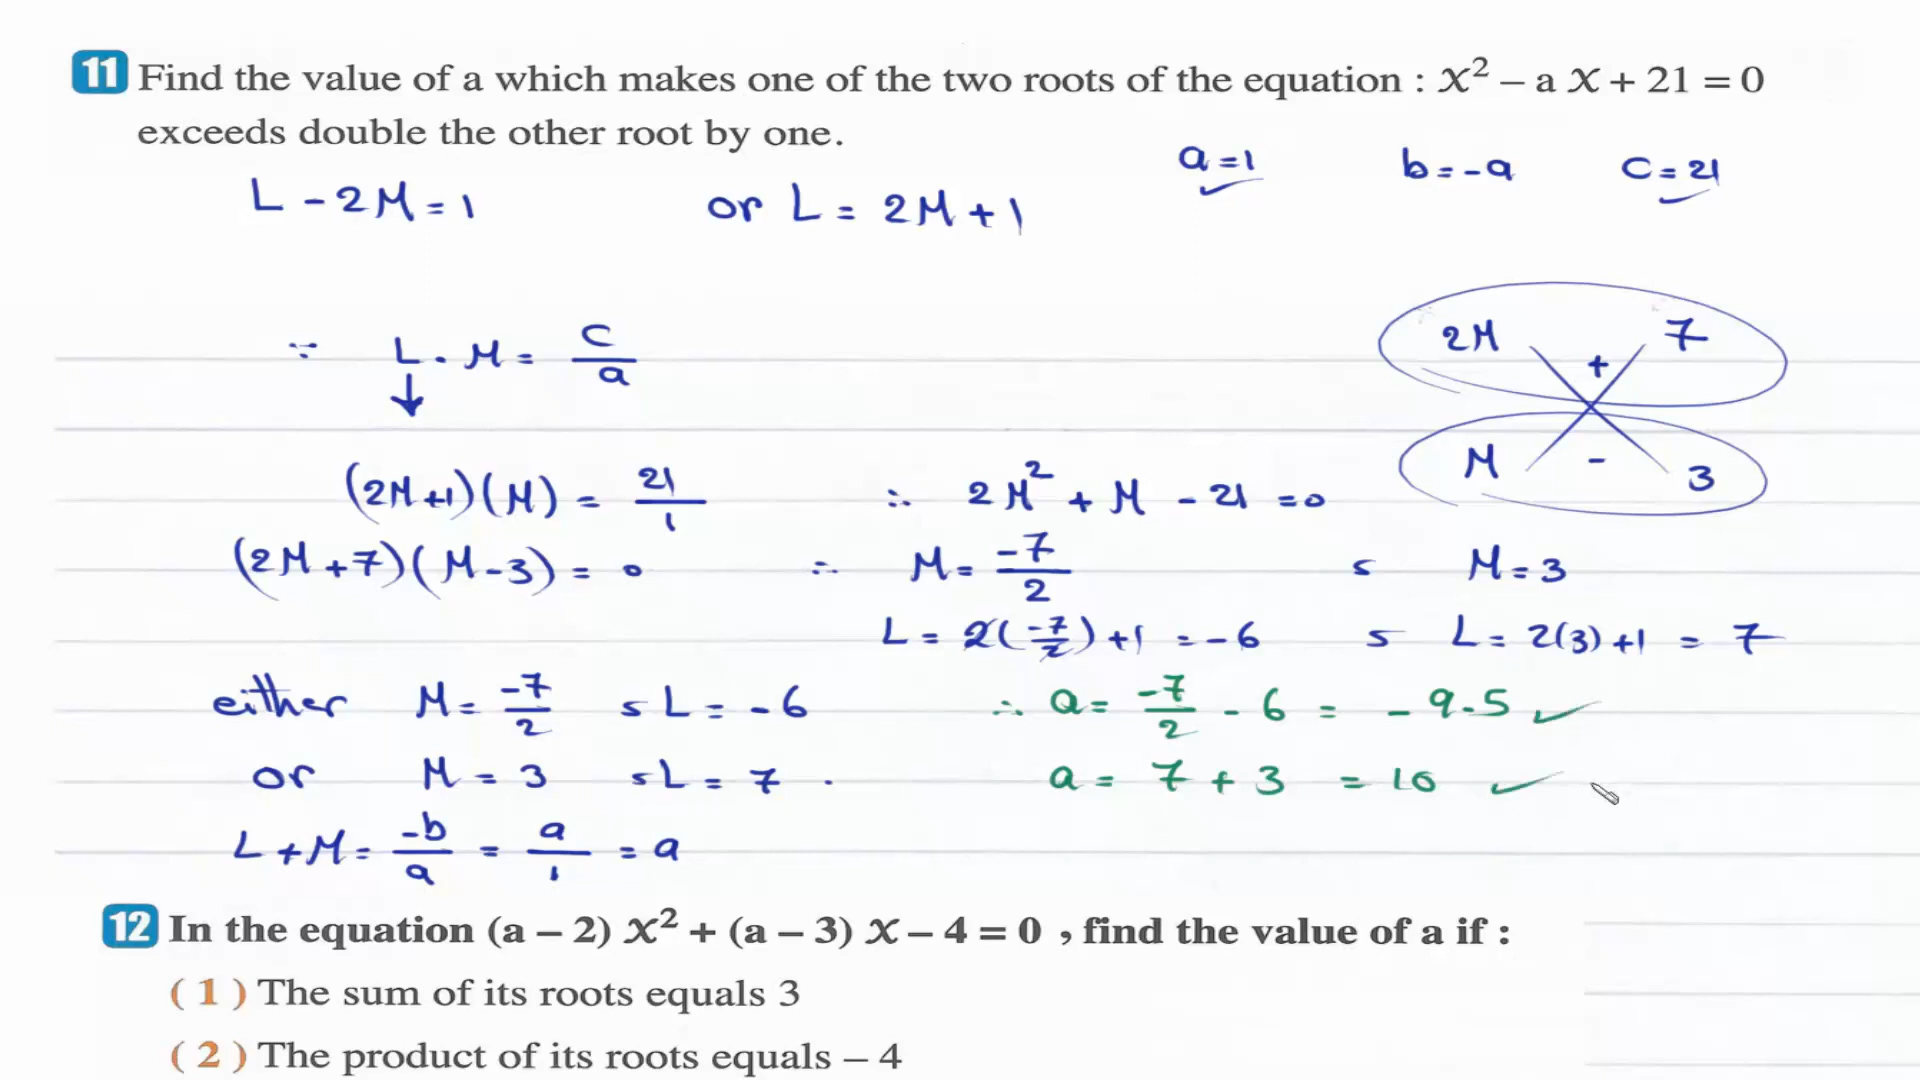 11 Find the value of a which makes one of the two roots of the equation : x² – a x + 21 = 0
exceeds double the other root by one.
a = 1 b = -a c = 21
L - 2M = 1 or L = 2M + 1
∵ L . M = c/a
2M + 7
M - 3
(2M+1)(M) = 21/1 ∴ 2M² + M - 21 = 0
(2M+7)(M-3) = 0 ∴ M = -7/2 , M = 3
L = 2(-7/2)+1 = -6 , L = 2(3)+1 = 7
either M = -7/2 , L = -6 ∴ a = -7/2 - 6 = -9.5 ✓
or M = 3 , L = 7 . a = 7 + 3 = 10 ✓
L + M = -b/a = a/1 = a
12 In the equation (a – 2) x² + (a – 3) x – 4 = 0 , find the value of a if :
( 1 ) The sum of its roots equals 3
( 2 ) The product of its roots equals – 4